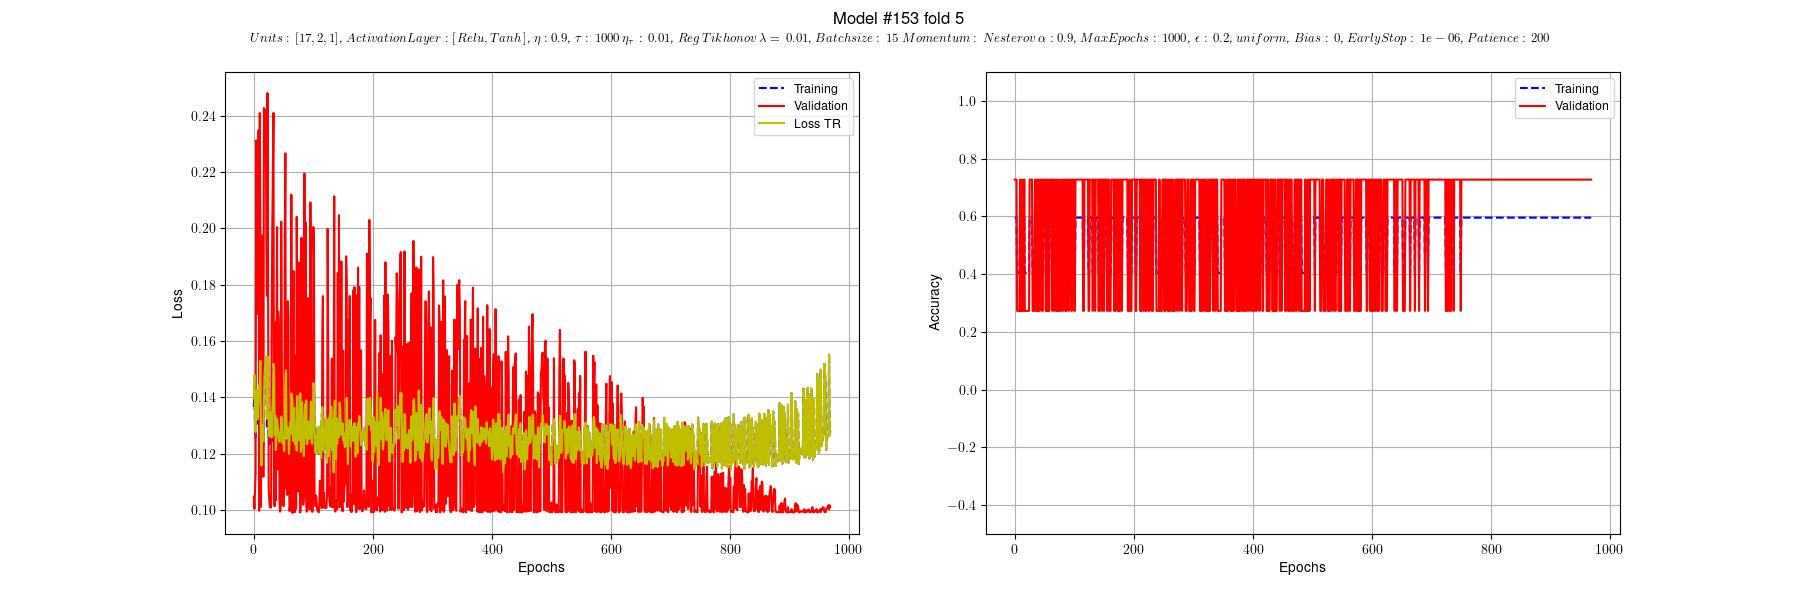 Model #153 fold 5
Units : [17, 2, 1], ActivationLayer : [Relu, Tanh], η : 0.9, τ : 1000 ητ : 0.01, Reg Tikhonov λ = 0.01, Batchsize : 15 Momentum : Nesterov α : 0.9, MaxEpochs : 1000, ϵ : 0.2, uniform, Bias : 0, EarlyStop : 1e − 06, Patience : 200
Training
Validation
Loss TR
0.24
0.22
0.20
0.18
0.16
0.14
0.12
0.10
Loss
0 200 400 600 800 1000
Epochs
Training
Validation
1.0
0.8
0.6
0.4
0.2
0.0
−0.2
−0.4
Accuracy
0 200 400 600 800 1000
Epochs